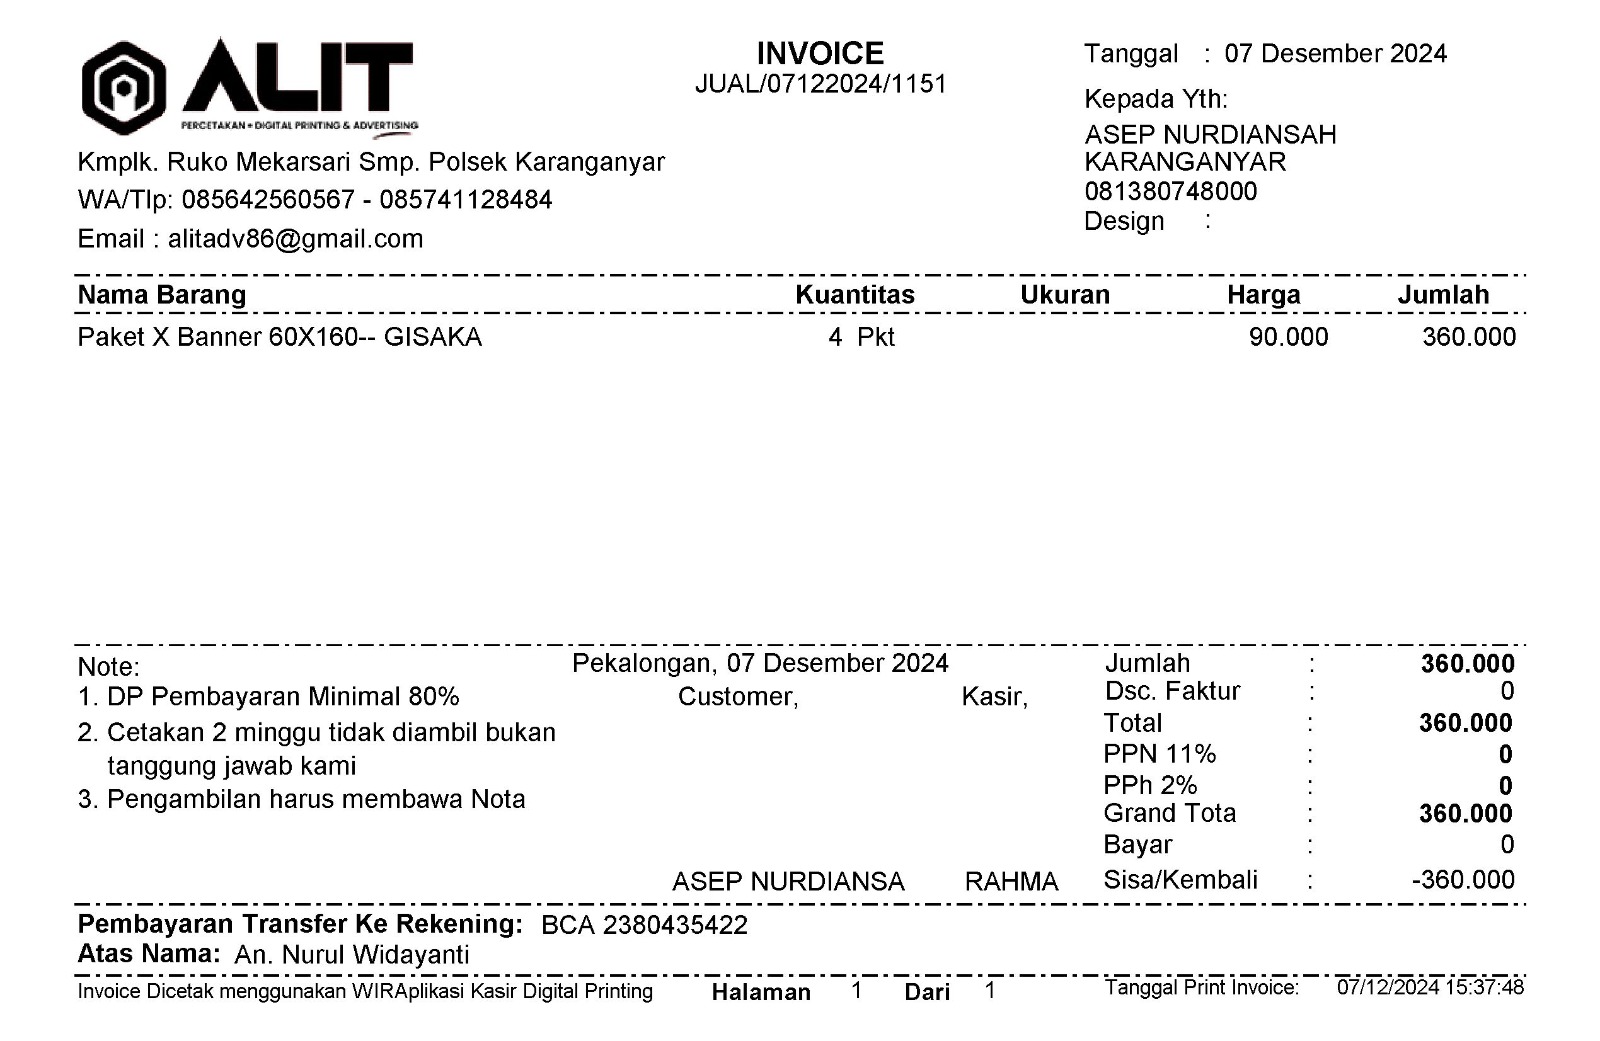 ALIT
PERCETAKAN • DIGITAL PRINTING & ADVERTISING
Kmplk. Ruko Mekarsari Smp. Polsek Karanganyar
WA/Tlp: 085642560567 - 085741128484
Email : alitadv86@gmail.com
INVOICE
JUAL/07122024/1151
Tanggal : 07 Desember 2024
Kepada Yth:
ASEP NURDIANSAH
KARANGANYAR
081380748000
Design :
Nama Barang Kuantitas Ukuran Harga Jumlah
Paket X Banner 60X160-- GISAKA 4 Pkt 90.000 360.000
Note:
1. DP Pembayaran Minimal 80%
2. Cetakan 2 minggu tidak diambil bukan
tanggung jawab kami
3. Pengambilan harus membawa Nota
Pekalongan, 07 Desember 2024
Customer, Kasir,
ASEP NURDIANSA RAHMA
Jumlah : 360.000
Dsc. Faktur : 0
Total : 360.000
PPN 11% : 0
PPh 2% : 0
Grand Tota : 360.000
Bayar : 0
Sisa/Kembali : -360.000
Pembayaran Transfer Ke Rekening: BCA 2380435422
Atas Nama: An. Nurul Widayanti
Invoice Dicetak menggunakan WIRAplikasi Kasir Digital Printing Halaman 1 Dari 1 Tanggal Print Invoice: 07/12/2024 15:37:48